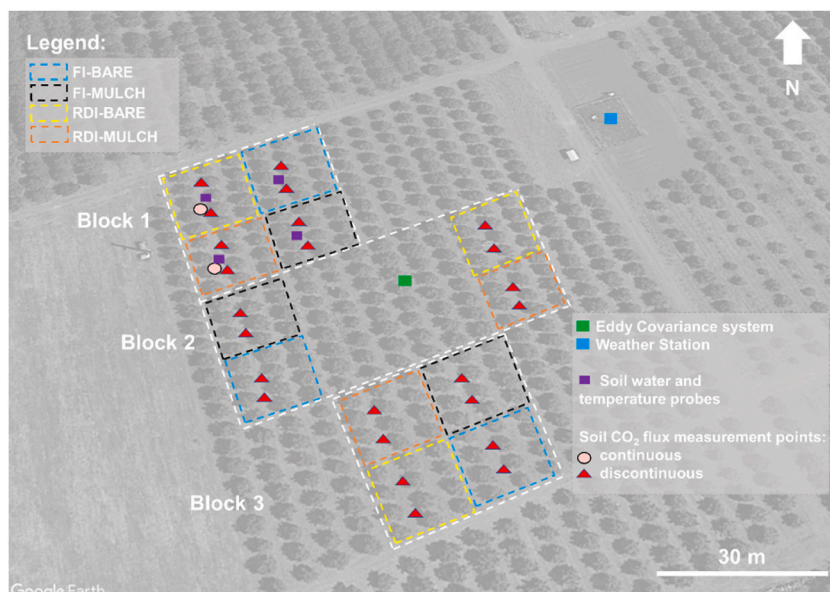 Legend:
FI-BARE
FI-MULCH
RDI-BARE
RDI-MULCH
N
Block 1
Block 2
Block 3
Eddy Covariance system
Weather Station
Soil water and
temperature probes
Soil CO₂ flux measurement points:
continuous
discontinuous
30 m
Google Earth